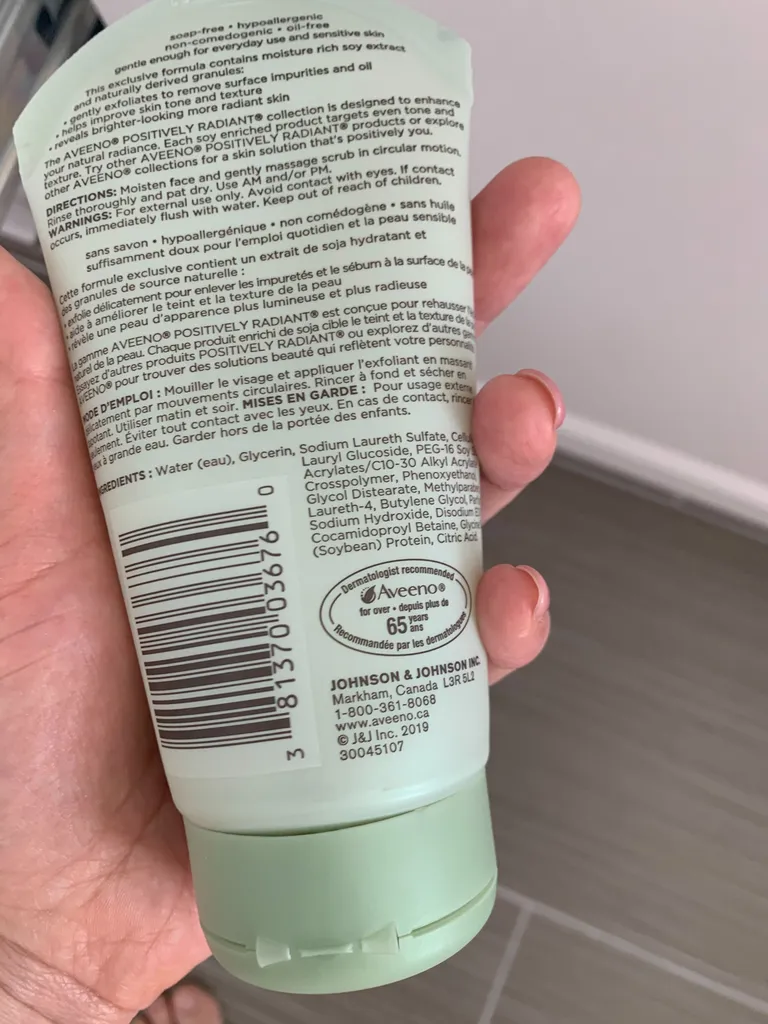 soap-free • hypoallergenic
non-comedogenic • oil-free
gentle enough for everyday use and sensitive skin
This exclusive formula contains moisture rich soy extract
and naturally derived granules:
• gently exfoliates to remove surface impurities and oil
• helps improve skin tone and texture
• reveals brighter-looking more radiant skin
The AVEENO® POSITIVELY RADIANT® collection is designed to enhance
your natural radiance. Each soy enriched product targets even tone and
texture. Try other AVEENO® POSITIVELY RADIANT® products or explore
other AVEENO® collections for a skin solution that's positively you.
DIRECTIONS: Moisten face and gently massage scrub in circular motion.
Rinse thoroughly and pat dry. Use AM and/or PM.
WARNINGS: For external use only. Avoid contact with eyes. If contact
occurs, immediately flush with water. Keep out of reach of children.
sans savon • hypoallergénique • non comédogène • sans huile
suffisamment doux pour l'emploi quotidien et la peau sensible
Cette formule exclusive contient un extrait de soja hydratant et
des granules de source naturelle :
• exfolie délicatement pour enlever les impuretés et le sébum à la surface de la
• aide à améliorer le teint et la texture de la peau
• révèle une peau d'apparence plus lumineuse et plus radieuse
La gamme AVEENO® POSITIVELY RADIANT® est conçue pour rehausser
naturel de la peau. Chaque produit enrichi de soja cible le teint et la texture de
Essayez d'autres produits POSITIVELY RADIANT® ou explorez d'autres
AVEENO® pour trouver des solutions beauté qui reflètent votre
MODE D'EMPLOI : Mouiller le visage et appliquer l'exfoliant en massant
délicatement par mouvements circulaires. Rincer à fond et sécher en
Utiliser matin et soir. MISES EN GARDE : Pour usage externe
Éviter tout contact avec les yeux. En cas de contact, rincer
à grande eau. Garder hors de la portée des enfants.
INGREDIENTS : Water (eau), Glycerin, Sodium Laureth Sulfate,
Lauryl Glucoside, PEG-16 Soy
Acrylates/C10-30 Alkyl
Crosspolymer, Phenoxyethanol,
Glycol Distearate,
Laureth-4, Butylene Glycol,
Sodium Hydroxide, Disodium
Cocamidoproyl Betaine,
(Soybean) Protein, Citric Acid
3 81370 03676 0
Dermatologist recommended
Aveeno®
for over • depuis plus de
65 years
ans
Recommandée par les dermatologues
JOHNSON & JOHNSON INC.
Markham, Canada L3R 5L2
1-800-361-8068
www.aveeno.ca
© J&J Inc. 2019
30045107